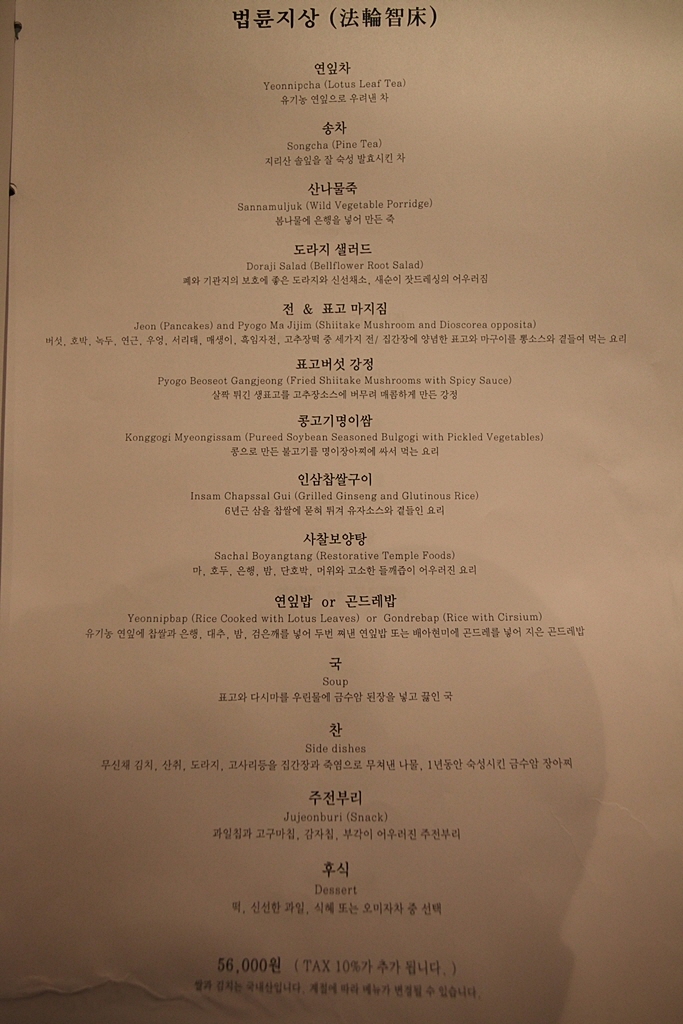 법륜지상 (法輪智床)
연잎차
Yeonnipcha (Lotus Leaf Tea)
유기농 연잎으로 우려낸 차
송차
Songcha (Pine Tea)
지리산 솔잎을 잘 숙성 발효시킨 차
산나물죽
Sannamuljuk (Wild Vegetable Porridge)
봄나물에 은행을 넣어 만든 죽
도라지 샐러드
Doraji Salad (Bellflower Root Salad)
폐와 기관지의 보호에 좋은 도라지와 신선채소, 새순이 잣드레싱의 어우러짐
전 & 표고 마지짐
Jeon (Pancakes) and Pyogo Ma Jijim (Shiitake Mushroom and Dioscorea opposita)
버섯, 호박, 녹두, 연근, 우엉, 서리태, 매생이, 흑임자전, 고추장떡 중 세가지 전/ 집간장에 양념한 표고와 마구이를 뽕소스와 곁들여 먹는 요리
표고버섯 강정
Pyogo Beoseot Gangjeong (Fried Shiitake Mushrooms with Spicy Sauce)
살짝 튀긴 생표고를 고추장소스에 버무려 매콤하게 만든 강정
콩고기명이쌈
Konggogi Myeongissam (Pureed Soybean Seasoned Bulgogi with Pickled Vegetables)
콩으로 만든 불고기를 명이장아찌에 싸서 먹는 요리
인삼찹쌀구이
Insam Chapssal Gui (Grilled Ginseng and Glutinous Rice)
6년근 삼을 찹쌀에 묻혀 튀겨 유자소스와 곁들인 요리
사찰보양탕
Sachal Boyangtang (Restorative Temple Foods)
마, 호두, 은행, 밤, 단호박, 머위와 고소한 들깨즙이 어우러진 요리
연잎밥 or 곤드레밥
Yeonnipbap (Rice Cooked with Lotus Leaves) or Gondrebap (Rice with Cirsium)
유기농 연잎에 찹쌀과 은행, 대추, 밤, 검은깨를 넣어 두번 쪄낸 연잎밥 또는 배아현미에 곤드레를 넣어 지은 곤드레밥
국
Soup
표고와 다시마를 우린물에 금수암 된장을 넣고 끓인 국
찬
Side dishes
무신채 김치, 산취, 도라지, 고사리등을 집간장과 죽염으로 무쳐낸 나물, 1년동안 숙성시킨 금수암 장아찌
주전부리
Jujeonburi (Snack)
과일칩과 고구마칩, 감자칩, 부각이 어우러진 주전부리
후식
Dessert
떡, 신선한 과일, 식혜 또는 오미자차 중 선택
56,000원 ( TAX 10%가 추가 됩니다. )
쌀과 김치는 국내산입니다. 계절에 따라 메뉴가 변경될 수 있습니다.